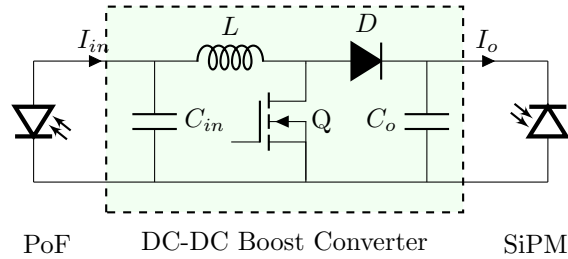 I_in
L
D
I_o
C_in
Q
C_o
PoF
DC-DC Boost Converter
SiPM